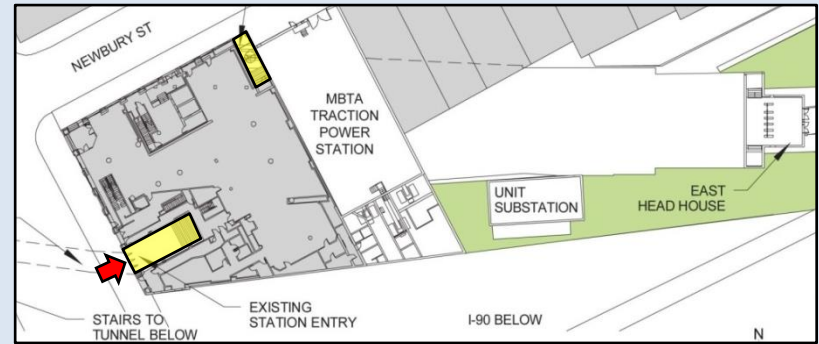 NEWBURY ST
MBTA
TRACTION
POWER
STATION
UNIT
SUBSTATION
EAST
HEAD HOUSE
STAIRS TO
TUNNEL BELOW
EXISTING
STATION ENTRY
I-90 BELOW
N